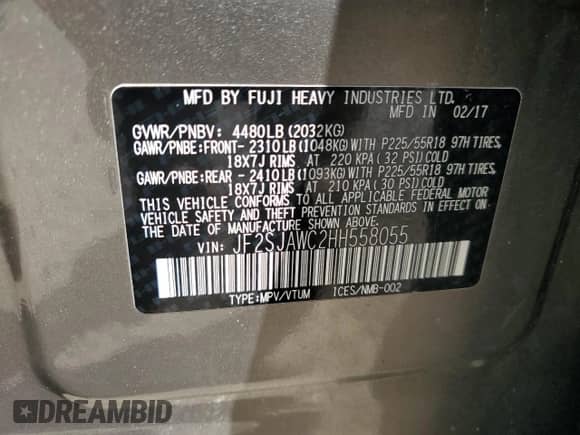 MFD BY FUJI HEAVY INDUSTRIES LTD.
MFD IN 02/17
GVWR/PNBV: 4480LB(2032KG)
GAWR/PNBE:FRONT- 2310LB(1048KG)WITH P225/55R18 97H TIRES,
18X7J RIMS AT 220 KPA(32 PSI)COLD
GAWR/PNBE:REAR - 2410LB(1093KG)WITH P225/55R18 97H TIRES,
18X7J RIMS AT 210 KPA(30 PSI)COLD
THIS VEHICLE CONFORMS TO ALL APPLICABLE FEDERAL MOTOR
VEHICLE SAFETY AND THEFT PREVENTION STANDARDS IN EFFECT ON
THE DATE OF MANUFACTURE SHOWN ABOVE.
VIN: JF2SJAWC2HH558055
TYPE:MPV/VTUM ICES/NMB-002
DREAMBID